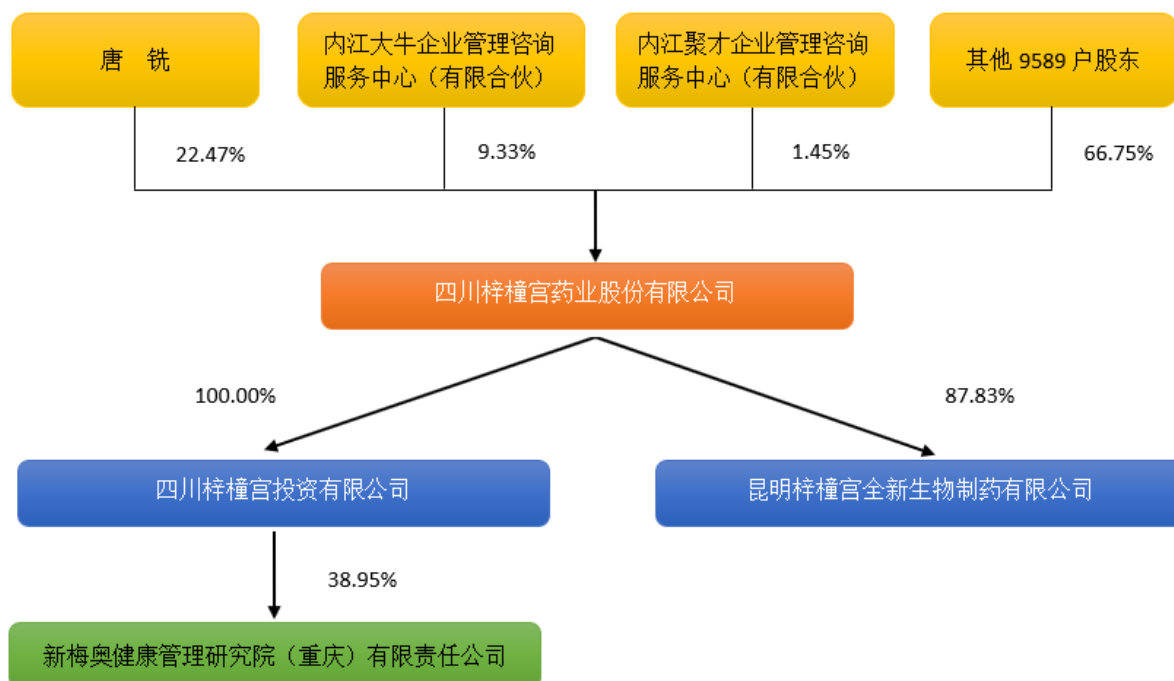 唐 铣
内江大牛企业管理咨询
服务中心（有限合伙）
内江聚才企业管理咨询
服务中心（有限合伙）
其他 9589 户股东
22.47%
9.33%
1.45%
66.75%
四川梓橦宫药业股份有限公司
100.00%
87.83%
四川梓橦宫投资有限公司
昆明梓橦宫全新生物制药有限公司
38.95%
新梅奥健康管理研究院（重庆）有限责任公司